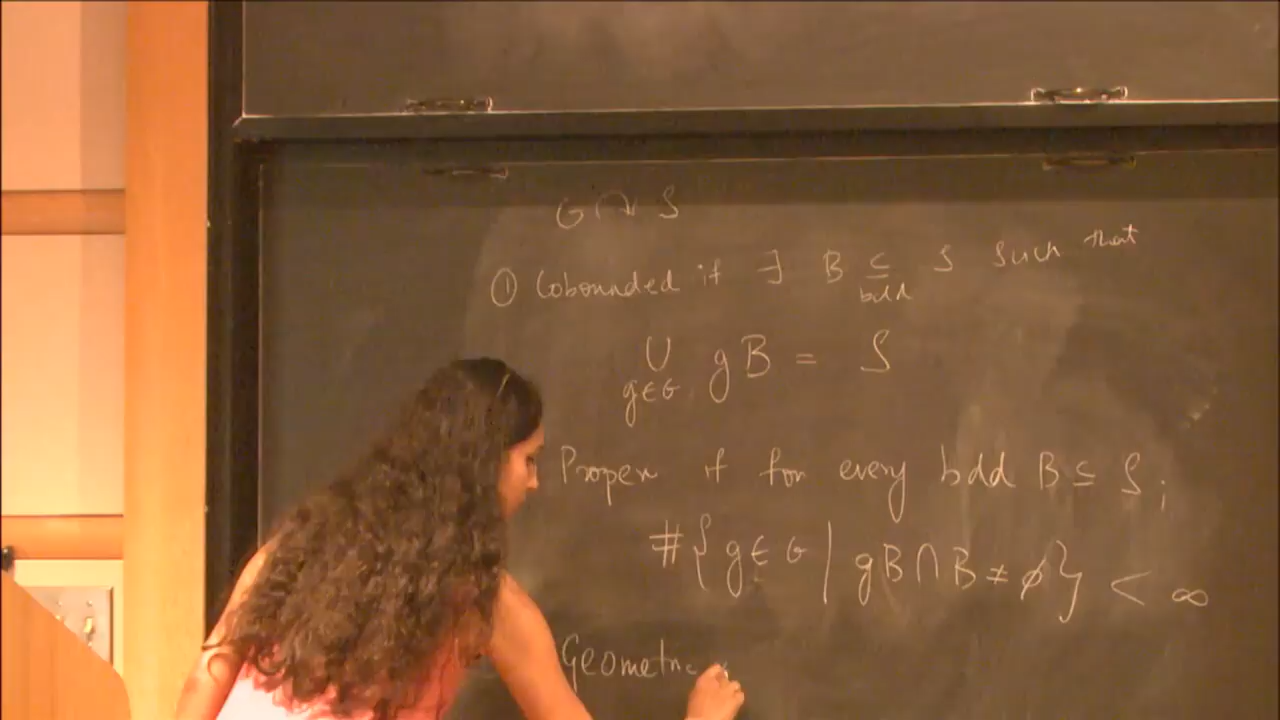 G ↷ S
① Cobounded if ∃ B ⊆ S such that
bdd
∪ gB = S
g∈G
Proper if for every bdd B ⊆ S,
#{g∈G | gB∩B ≠ ∅} < ∞
Geometric